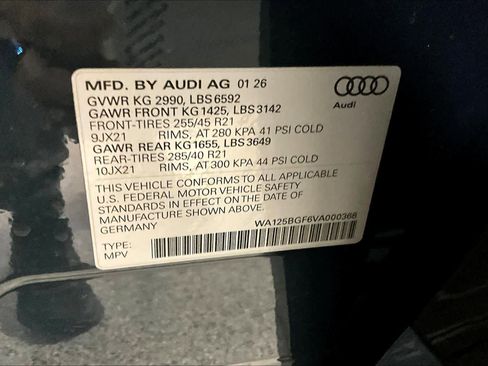 MFD. BY AUDI AG 01 26
GVWR KG 2990, LBS 6592
GAWR FRONT KG 1425, LBS 3142
FRONT-TIRES 255/45 R21
9JX21 RIMS, AT 280 KPA 41 PSI COLD
GAWR REAR KG 1655, LBS 3649
REAR-TIRES 285/40 R21
10JX21 RIMS, AT 300 KPA 44 PSI COLD
THIS VEHICLE CONFORMS TO ALL APPLICABLE
U.S. FEDERAL MOTOR VEHICLE SAFETY
STANDARDS IN EFFECT ON THE DATE OF
MANUFACTURE SHOWN ABOVE
GERMANY
WA125BGF6VA000368
TYPE:
MPV
Audi